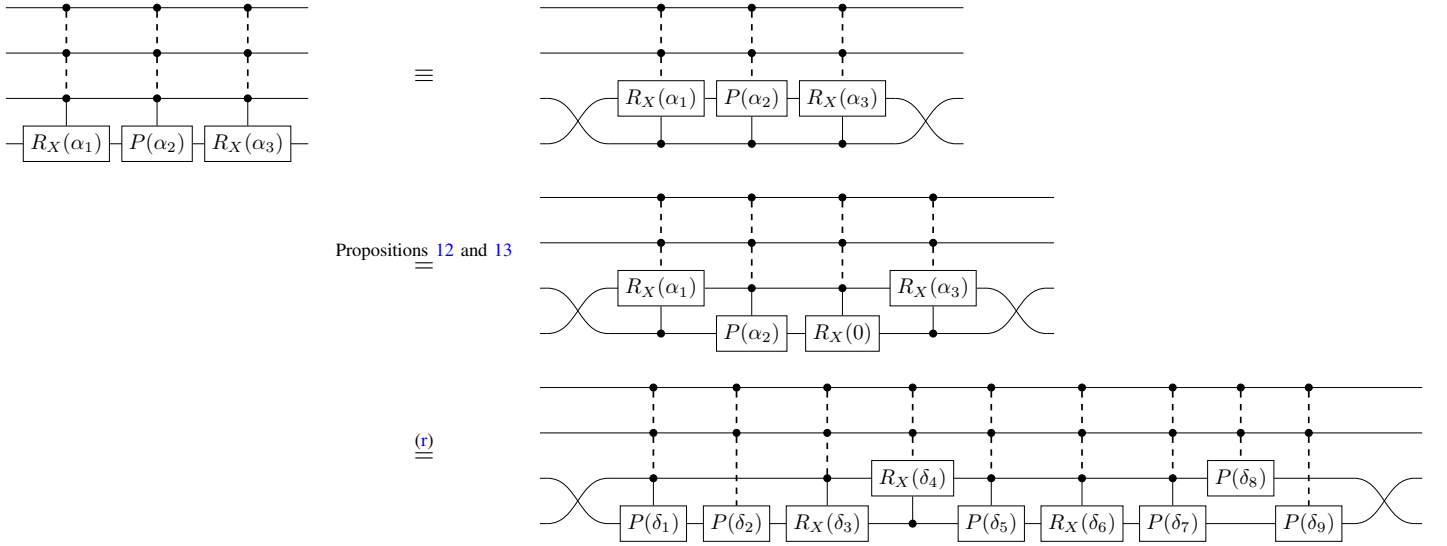 ≡
R_X(α_1) P(α_2) R_X(α_3)
R_X(α_1) P(α_2) R_X(α_3)
Propositions 12 and 13
=
R_X(α_1) R_X(α_3)
P(α_2) R_X(0)
(r)
=
R_X(δ_4) P(δ_8)
P(δ_1) P(δ_2) R_X(δ_3) P(δ_5) R_X(δ_6) P(δ_7) P(δ_9)